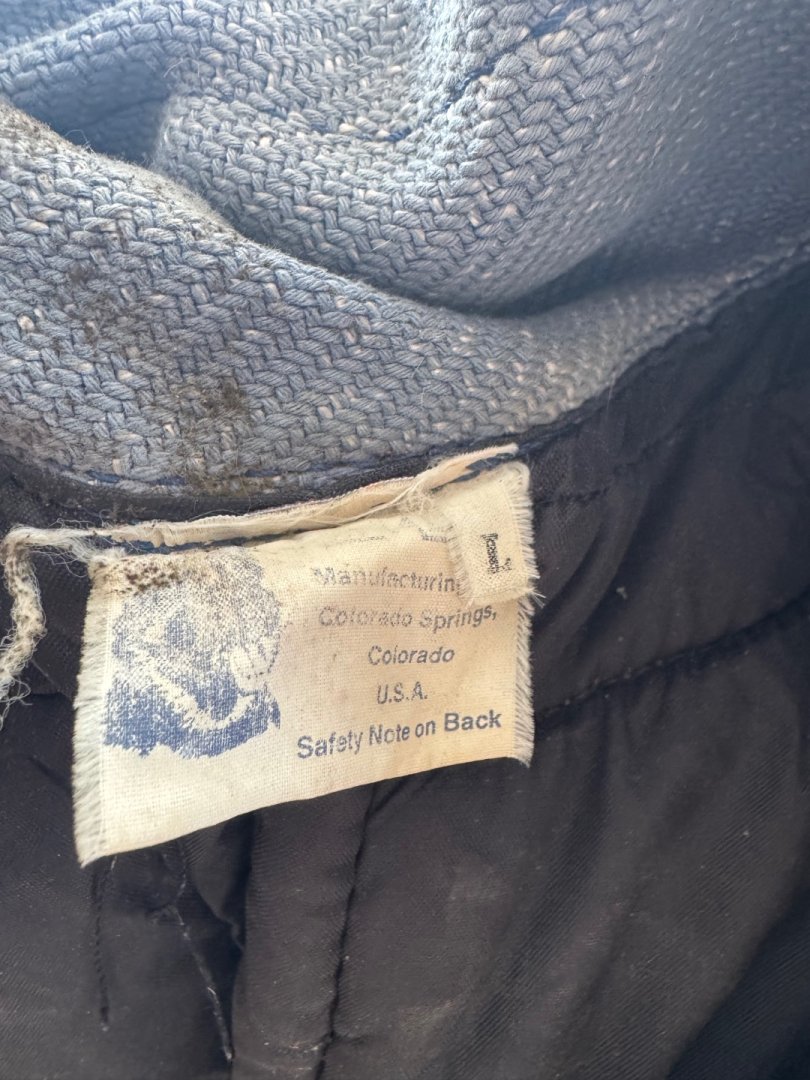 Manufacturing
Colorado Springs,
Colorado
U.S.A.
Safety Note on Back